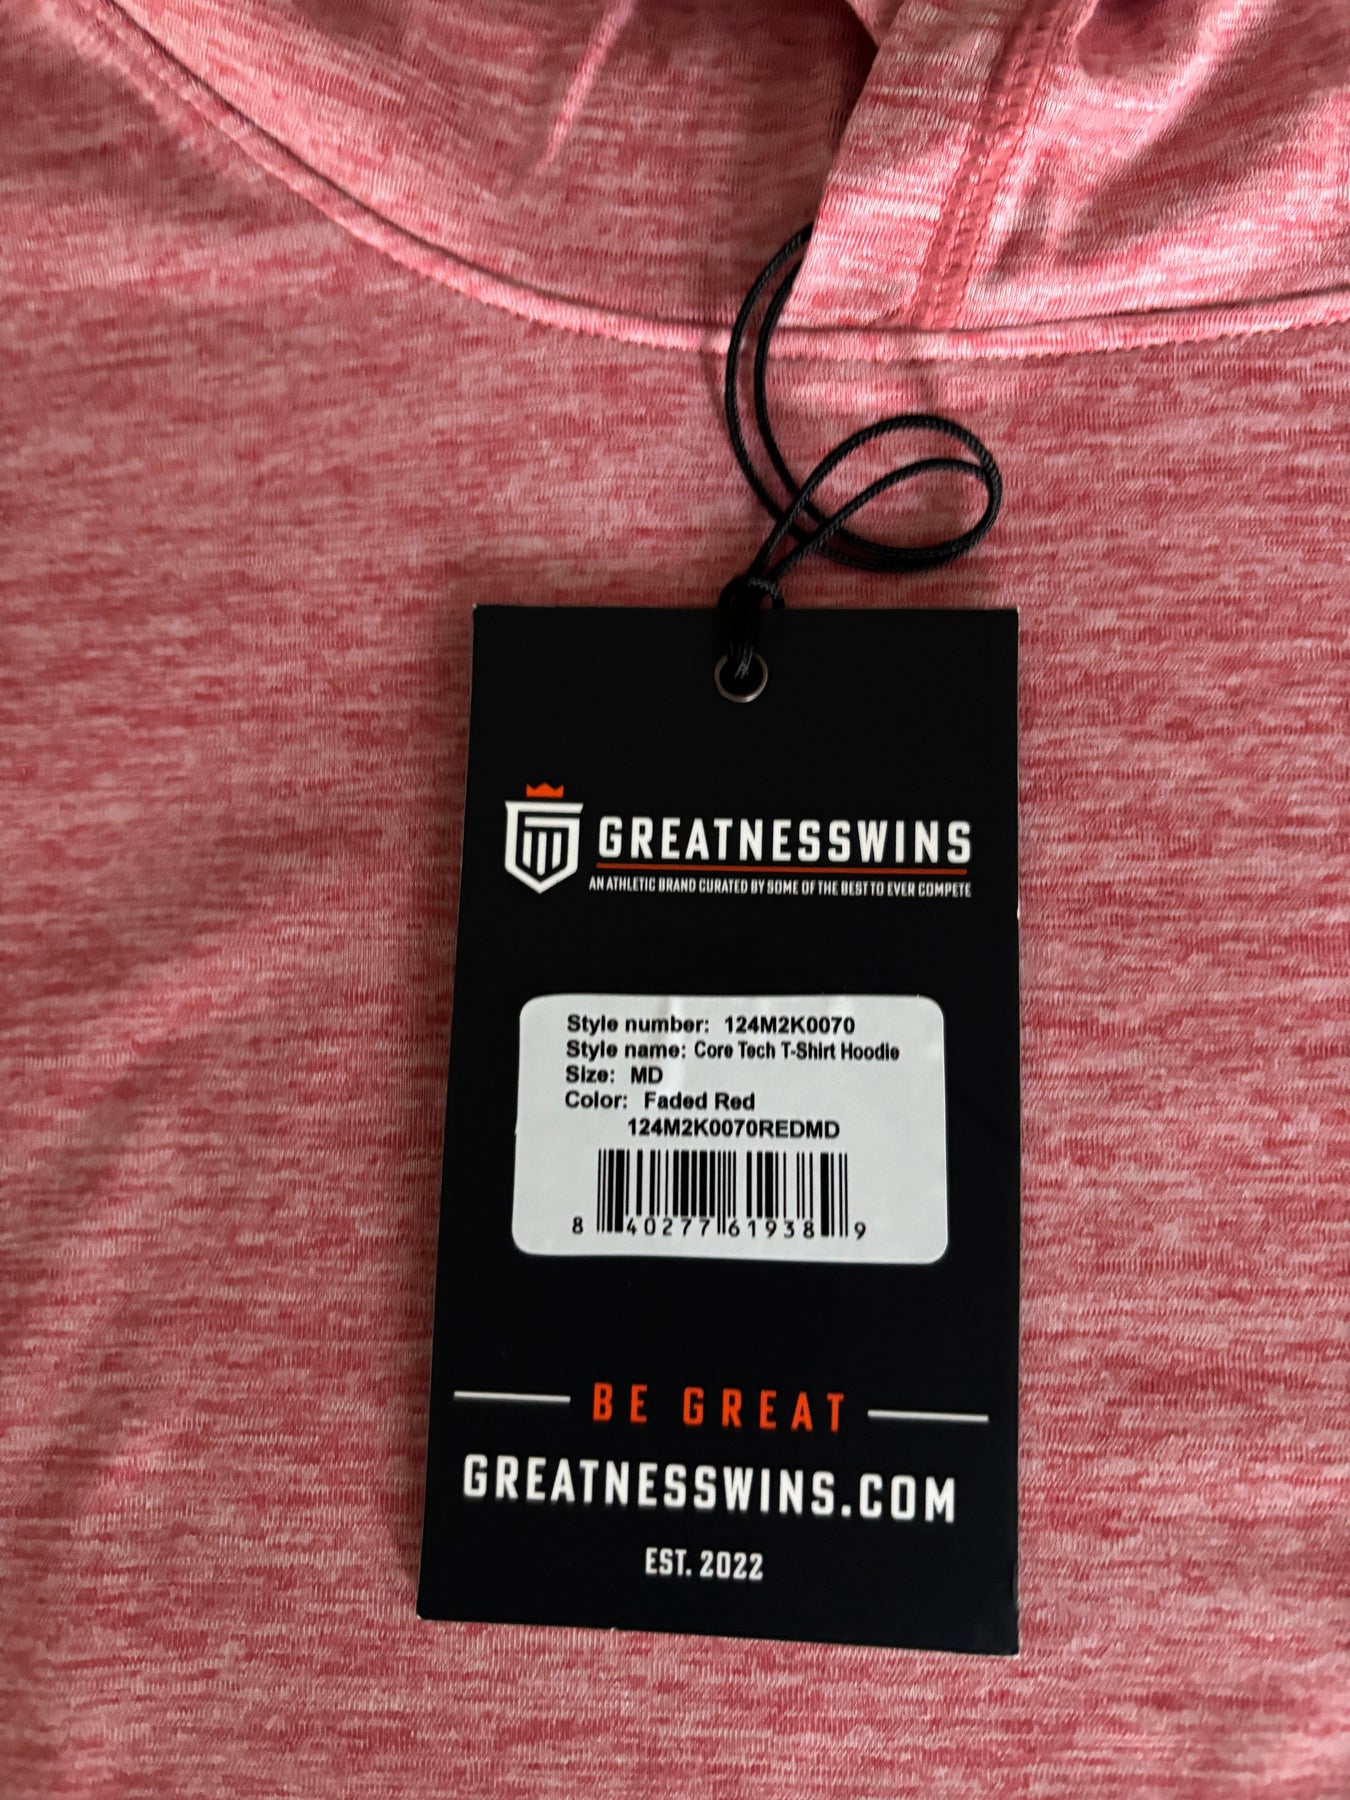 GREATNESSWINS
AN ATHLETIC BRAND CURATED BY SOME OF THE BEST TO EVER COMPETE
Style number: 124M2K0070
Style name: Core Tech T-Shirt Hoodie
Size: MD
Color: Faded Red
124M2K0070REDMD
8 40277 61938 9
BE GREAT
GREATNESSWINS.COM
EST. 2022